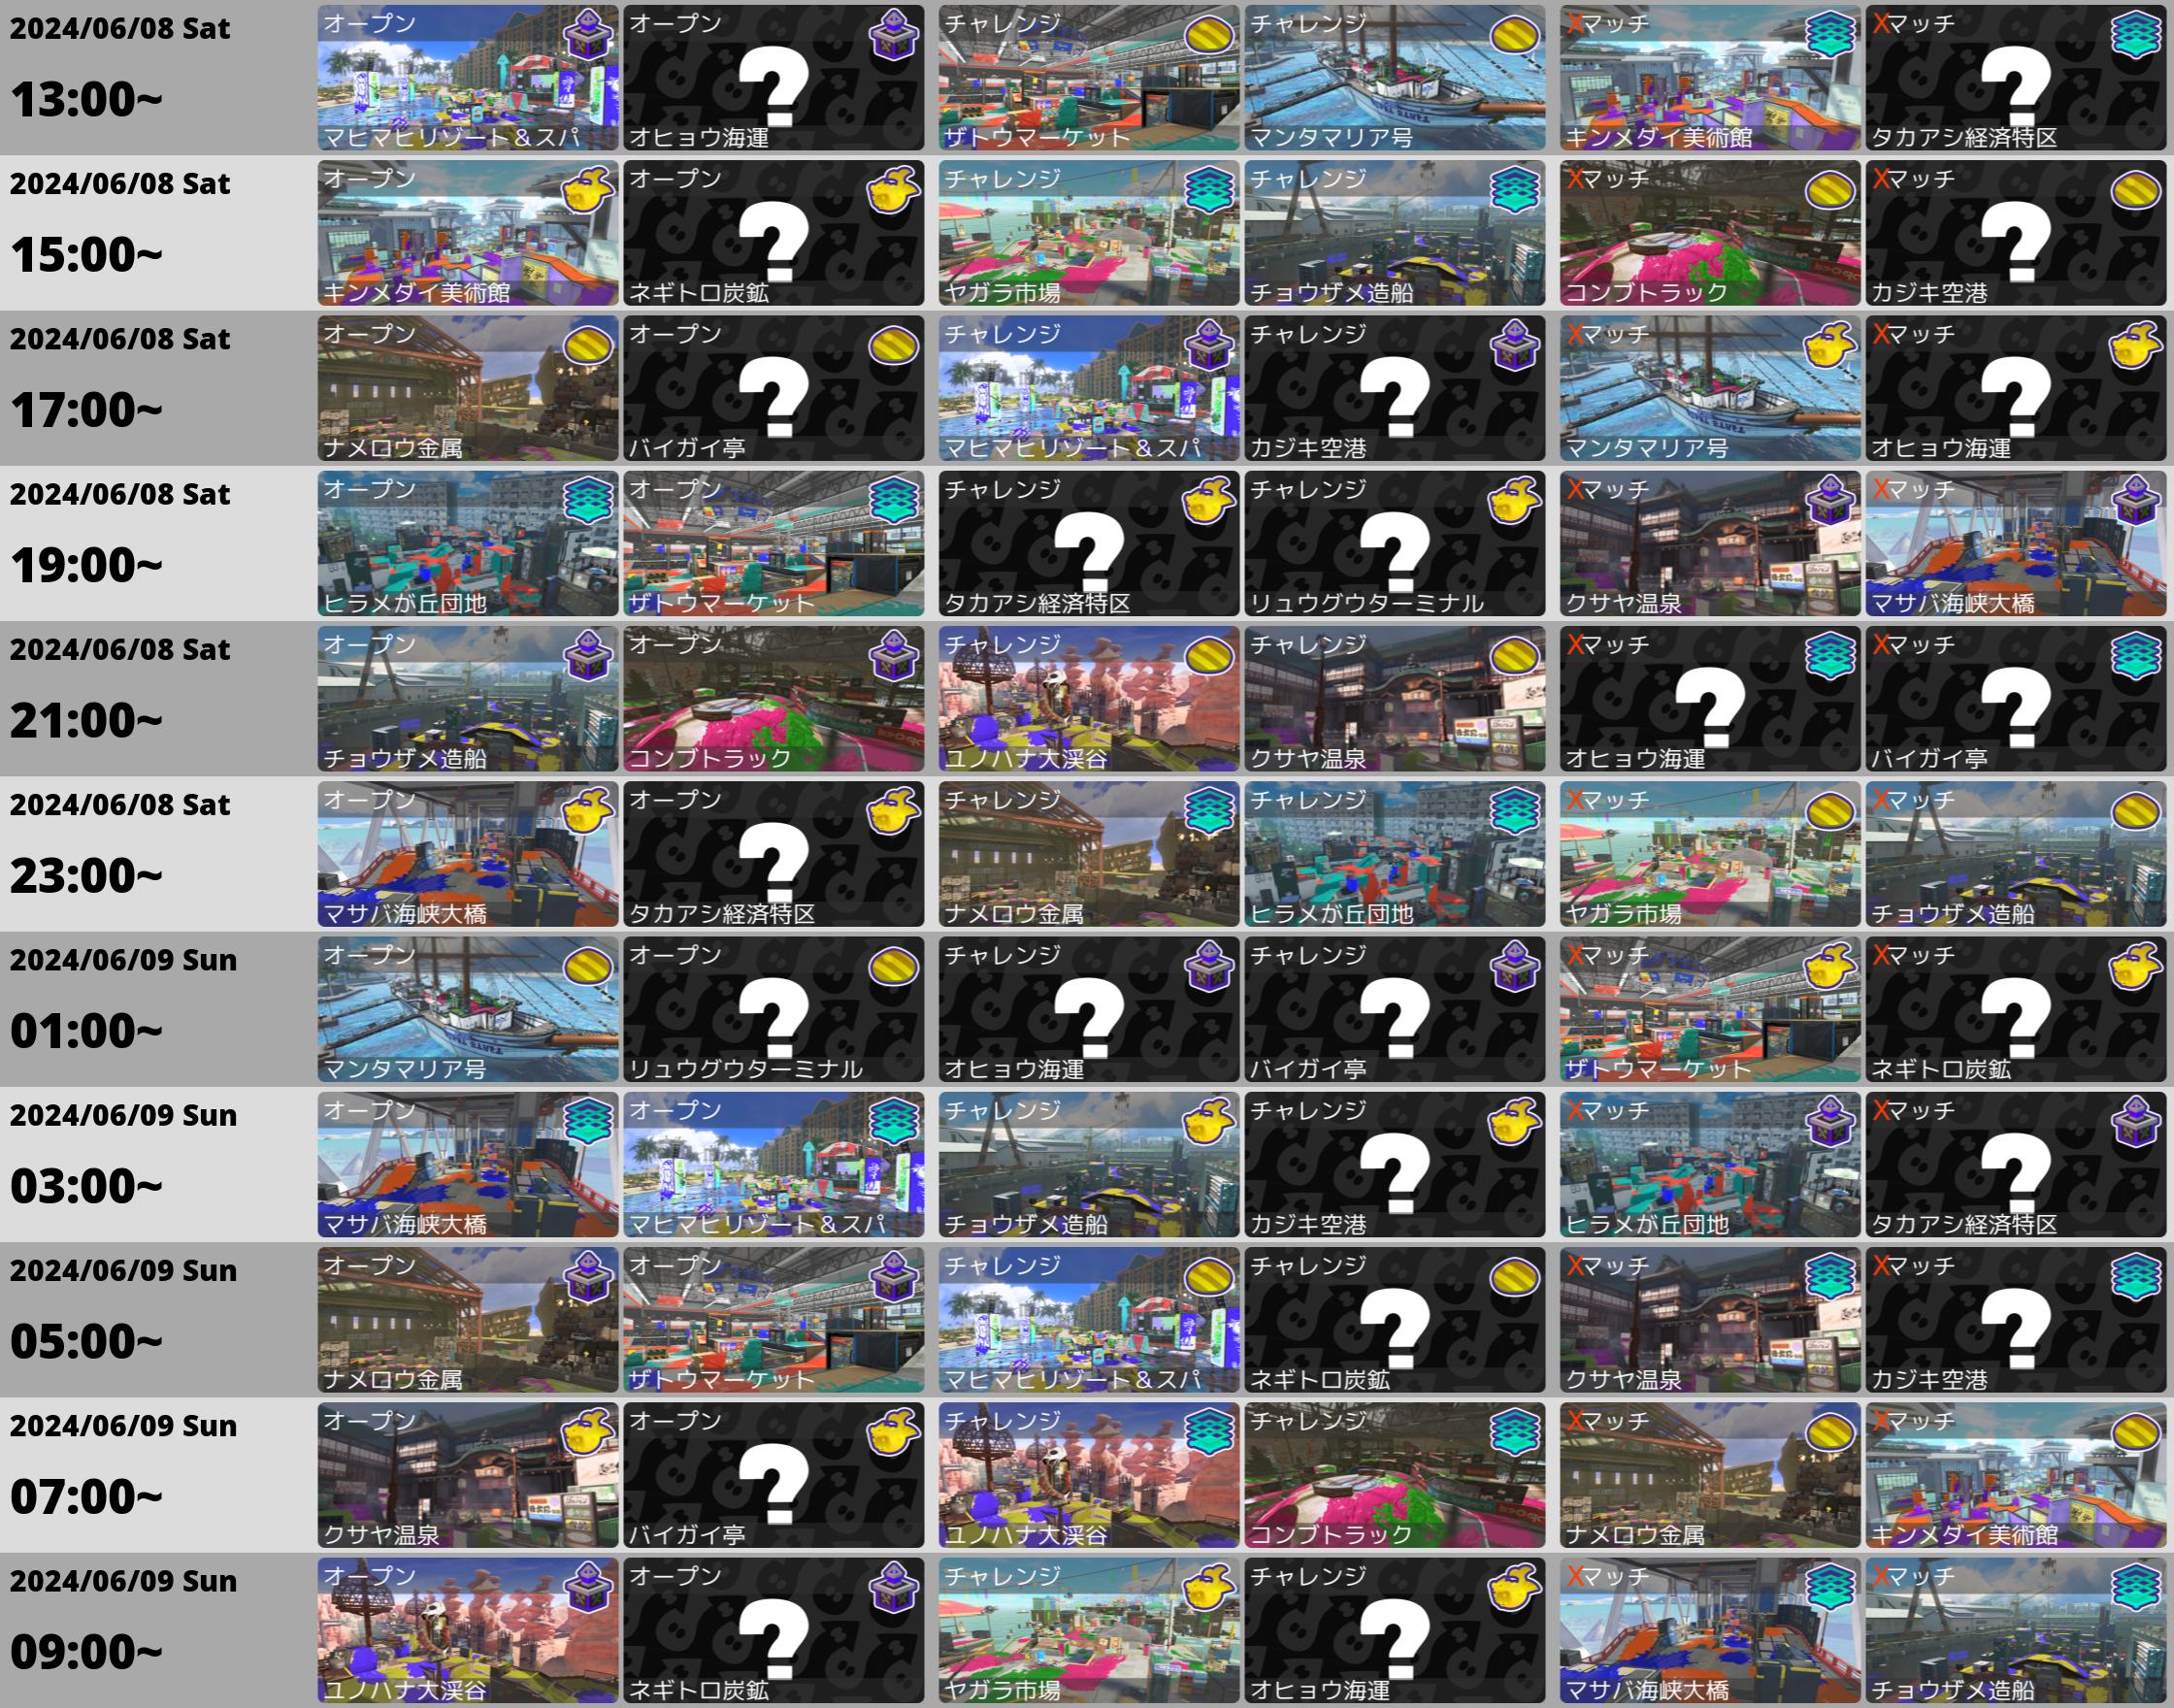 2024/06/08 Sat
13:00~
オープン
マヒマヒリゾート＆スパ
オープン
オヒョウ海運
チャレンジ
ザトウマーケット
チャレンジ
マンタマリア号
Xマッチ
キンメダイ美術館
Xマッチ
タカアシ経済特区
2024/06/08 Sat
15:00~
オープン
キンメダイ美術館
オープン
ネギトロ炭鉱
チャレンジ
ヤガラ市場
チャレンジ
チョウザメ造船
Xマッチ
コンブトラック
Xマッチ
カジキ空港
2024/06/08 Sat
17:00~
オープン
ナメロウ金属
オープン
バイガイ亭
チャレンジ
マヒマヒリゾート＆スパ
チャレンジ
カジキ空港
Xマッチ
マンタマリア号
Xマッチ
オヒョウ海運
2024/06/08 Sat
19:00~
オープン
ヒラメが丘団地
オープン
ザトウマーケット
チャレンジ
タカアシ経済特区
チャレンジ
リュウグウターミナル
Xマッチ
クサヤ温泉
Xマッチ
マサバ海峡大橋
2024/06/08 Sat
21:00~
オープン
チョウザメ造船
オープン
コンブトラック
チャレンジ
ユノハナ大渓谷
チャレンジ
クサヤ温泉
Xマッチ
オヒョウ海運
Xマッチ
バイガイ亭
2024/06/08 Sat
23:00~
オープン
マサバ海峡大橋
オープン
タカアシ経済特区
チャレンジ
ナメロウ金属
チャレンジ
ヒラメが丘団地
Xマッチ
ヤガラ市場
Xマッチ
チョウザメ造船
2024/06/09 Sun
01:00~
オープン
マンタマリア号
オープン
リュウグウターミナル
チャレンジ
オヒョウ海運
チャレンジ
バイガイ亭
Xマッチ
ザトウマーケット
Xマッチ
ネギトロ炭鉱
2024/06/09 Sun
03:00~
オープン
マサバ海峡大橋
オープン
マヒマヒリゾート＆スパ
チャレンジ
チョウザメ造船
チャレンジ
カジキ空港
Xマッチ
ヒラメが丘団地
Xマッチ
タカアシ経済特区
2024/06/09 Sun
05:00~
オープン
ナメロウ金属
オープン
ザトウマーケット
チャレンジ
マヒマヒリゾート＆スパ
チャレンジ
ネギトロ炭鉱
Xマッチ
クサヤ温泉
Xマッチ
カジキ空港
2024/06/09 Sun
07:00~
オープン
クサヤ温泉
オープン
バイガイ亭
チャレンジ
ユノハナ大渓谷
チャレンジ
コンブトラック
Xマッチ
ナメロウ金属
Xマッチ
キンメダイ美術館
2024/06/09 Sun
09:00~
オープン
ユノハナ大渓谷
オープン
ネギトロ炭鉱
チャレンジ
ヤガラ市場
チャレンジ
オヒョウ海運
Xマッチ
マサバ海峡大橋
Xマッチ
チョウザメ造船